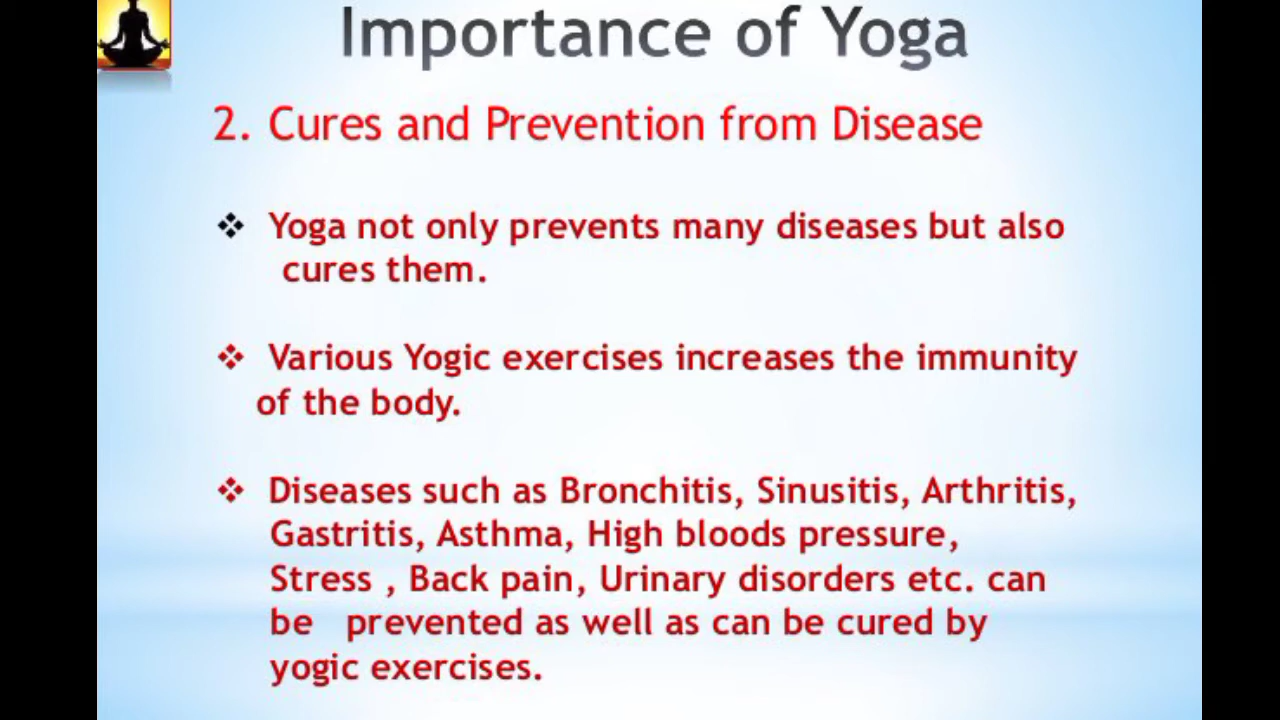 Importance of Yoga
2. Cures and Prevention from Disease
❖ Yoga not only prevents many diseases but also
cures them.
❖ Various Yogic exercises increases the immunity
of the body.
❖ Diseases such as Bronchitis, Sinusitis, Arthritis,
Gastritis, Asthma, High bloods pressure,
Stress , Back pain, Urinary disorders etc. can
be prevented as well as can be cured by
yogic exercises.